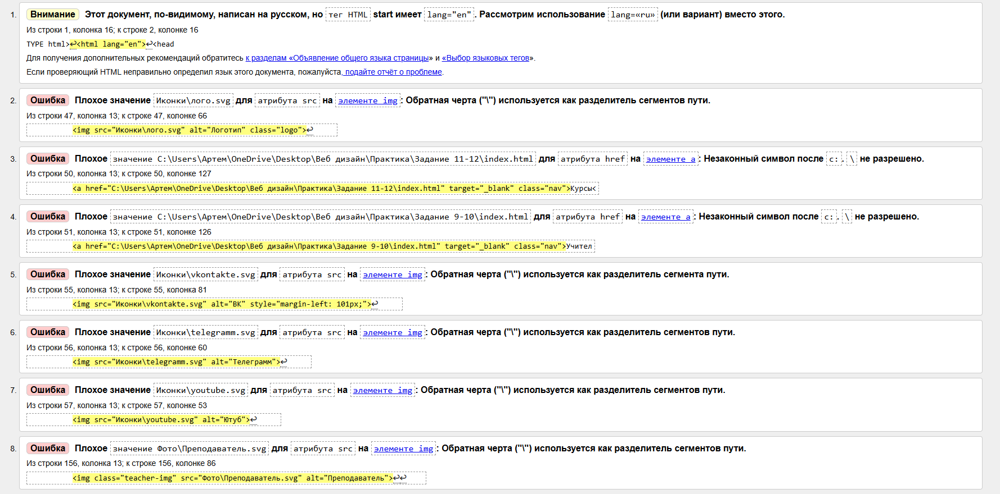 1. Внимание Этот документ, по-видимому, написан на русском, но тег HTML start имеет lang="en". Рассмотрим использование lang=«ru» (или вариант) вместо этого.
Из строки 1, колонка 16; к строке 2, колонке 16
TYPE html>↩<html lang="en">↩<head
Для получения дополнительных рекомендаций обратитесь к разделам «Объявление общего языка страницы» и «Выбор языковых тегов».
Если проверяющий HTML неправильно определил язык этого документа, пожалуйста, подайте отчёт о проблеме.
2. Ошибка Плохое значение Иконки\лого.svg для атрибута src на элементе img: Обратная черта ("\") используется как разделитель сегментов пути.
Из строки 47, колонка 13; к строке 47, колонке 66
<img src="Иконки\лого.svg" alt="Логотип" class="logo">↩
3. Ошибка Плохое значение C:\Users\Артем\OneDrive\Desktop\Веб дизайн\Практика\Задание 11-12\index.html для атрибута href на элементе a: Незаконный символ после c:. \ не разрешено.
Из строки 50, колонка 13; к строке 50, колонке 127
<a href="C:\Users\Артем\OneDrive\Desktop\Веб дизайн\Практика\Задание 11-12\index.html" target="_blank" class="nav">Курсы<
4. Ошибка Плохое значение C:\Users\Артем\OneDrive\Desktop\Веб дизайн\Практика\Задание 9-10\index.html для атрибута href на элементе a: Незаконный символ после c:. \ не разрешено.
Из строки 51, колонка 13; к строке 51, колонке 126
<a href="C:\Users\Артем\OneDrive\Desktop\Веб дизайн\Практика\Задание 9-10\index.html" target="_blank" class="nav">Учител
5. Ошибка Плохое значение Иконки\vkontakte.svg для атрибута src на элементе img: Обратная черта ("\") используется как разделитель сегмента пути.
Из строки 55, колонка 13; к строке 55, колонка 81
<img src="Иконки\vkontakte.svg" alt="ВК" style="margin-left: 101px;">↩
6. Ошибка Плохое значение Иконки\telegramm.svg для атрибута src на элементе img: Обратная черта ("\") используется как разделитель сегментов пути.
Из строки 56, колонка 13; к строке 56, колонке 60
<img src="Иконки\telegramm.svg" alt="Телеграмм">↩
7. Ошибка Плохое значение Иконки\youtube.svg для атрибута src на элементе img: Обратная черта ("\") используется как разделитель сегментов пути.
Из строки 57, колонка 13; к строке 57, колонке 53
<img src="Иконки\youtube.svg" alt="Ютуб">↩
8. Ошибка Плохое значение Фото\Преподаватель.svg для атрибута src на элементе img: Обратная черта ("\") используется как разделитель сегментов пути.
Из строки 156, колонка 13; к строке 156, колонке 86
<img class="teacher-img" src="Фото\Преподаватель.svg" alt="Преподаватель">↩↩